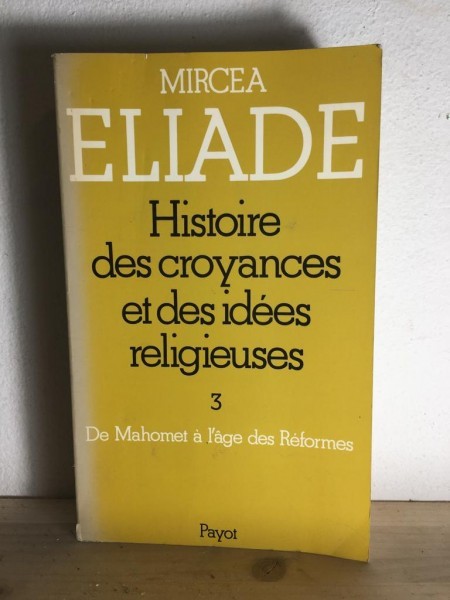 MIRCEA
ELIADE
Histoire
des croyances
et des idées
religieuses
3
De Mahomet à l'âge des Réformes
Payot